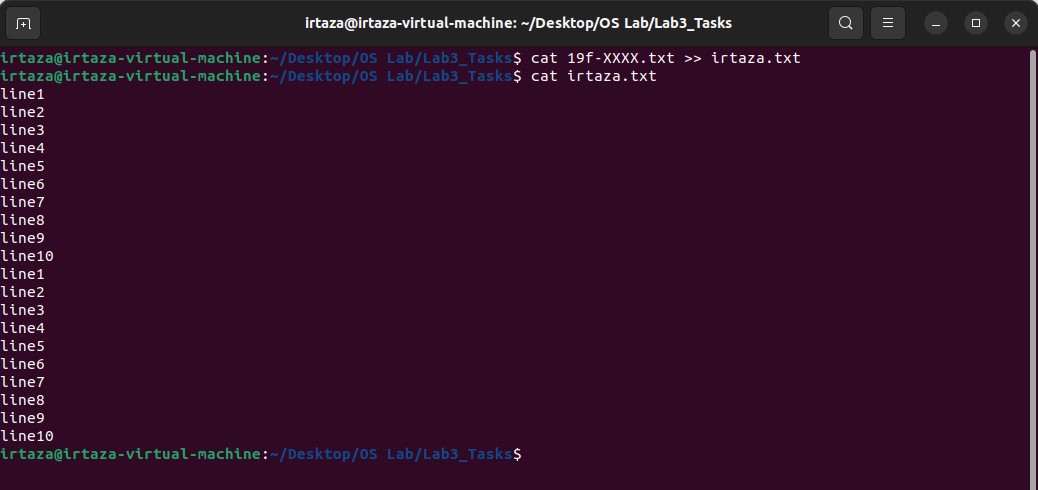 irtaza@irtaza-virtual-machine: ~/Desktop/OS Lab/Lab3_Tasks
irtaza@irtaza-virtual-machine:~/Desktop/OS Lab/Lab3_Tasks$ cat 19f-XXXX.txt >> irtaza.txt
irtaza@irtaza-virtual-machine:~/Desktop/OS Lab/Lab3_Tasks$ cat irtaza.txt
line1
line2
line3
line4
line5
line6
line7
line8
line9
line10
line1
line2
line3
line4
line5
line6
line7
line8
line9
line10
irtaza@irtaza-virtual-machine:~/Desktop/OS Lab/Lab3_Tasks$